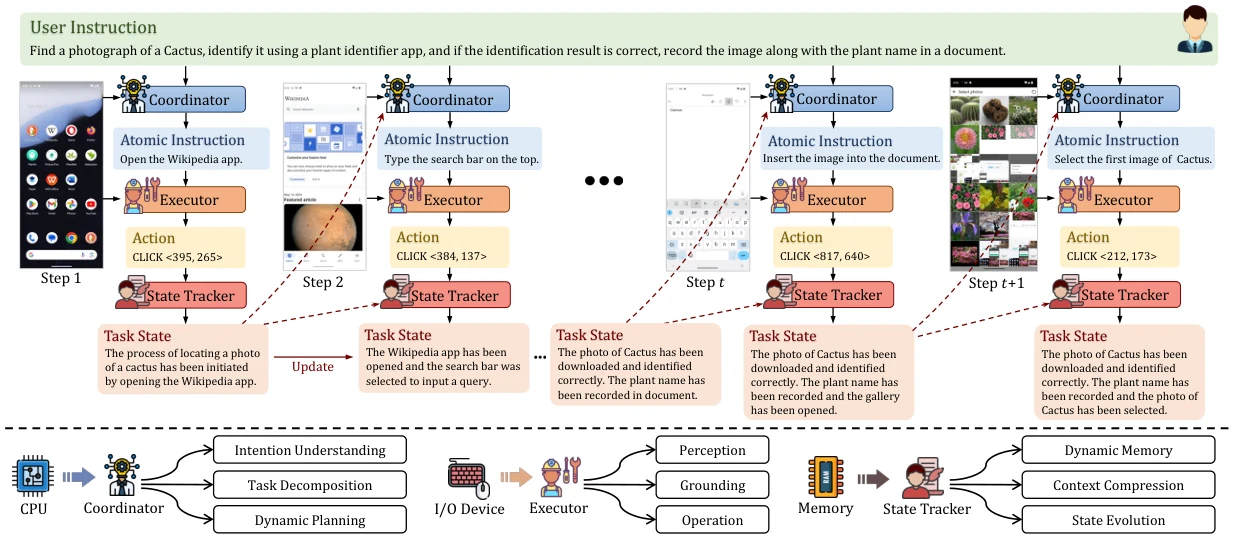 User Instruction
Find a photograph of a Cactus, identify it using a plant identifier app, and if the identification result is correct, record the image along with the plant name in a document.
Coordinator
Atomic Instruction
Open the Wikipedia app.
Executor
Action
CLICK <395, 265>
State Tracker
Step 1
Task State
The process of locating a photo
of a cactus has been initiated
by opening the Wikipedia app.
Update
WIKIPEDIA
Featured article
Step 2
Coordinator
Atomic Instruction
Type the search bar on the top.
Executor
Action
CLICK <384, 137>
State Tracker
Task State
The Wikipedia app has been
opened and the search bar was
selected to input a query.
...
Task State
The photo of Cactus has been
downloaded and identified
correctly. The plant name has
been recorded in document.
Step t
Coordinator
Atomic Instruction
Insert the image into the document.
Executor
Action
CLICK <817, 640>
State Tracker
Task State
The photo of Cactus has been
downloaded and identified
correctly. The plant name has
been recorded and the gallery
has been opened.
Select photos
Step t+1
Coordinator
Atomic Instruction
Select the first image of Cactus.
Executor
Action
CLICK <212, 173>
State Tracker
Task State
The photo of Cactus has been
downloaded and identified
correctly. The plant name has
been recorded and the photo of
Cactus has been selected.
CPU
Coordinator
Intention Understanding
Task Decomposition
Dynamic Planning
I/O Device
Executor
Perception
Grounding
Operation
Memory
State Tracker
Dynamic Memory
Context Compression
State Evolution